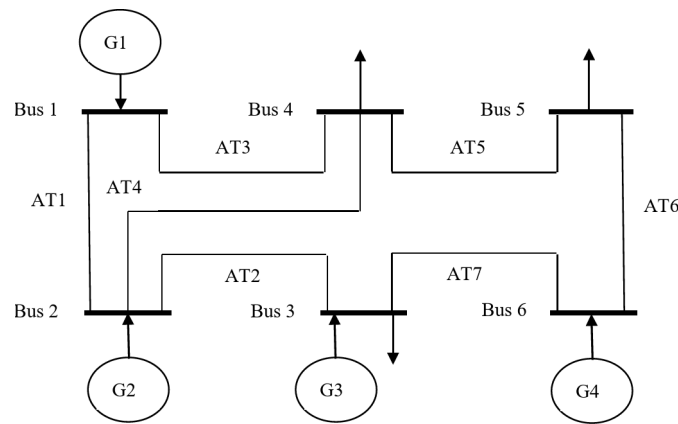 G1
Bus 1
Bus 4
Bus 5
AT3
AT5
AT4
AT1
AT6
AT2
AT7
Bus 2
Bus 3
Bus 6
G2
G3
G4